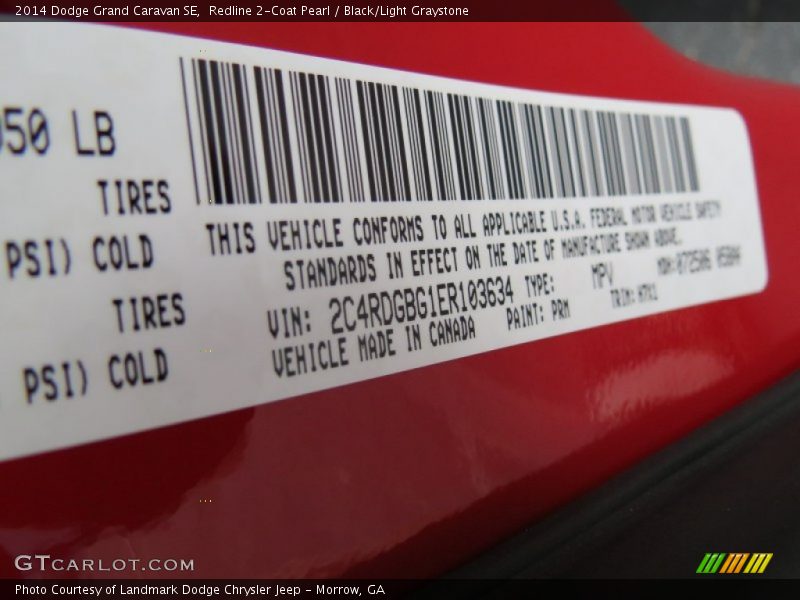 2014 Dodge Grand Caravan SE,  Redline 2-Coat Pearl / Black/Light Graystone
050 LB
TIRES
PSI) COLD
TIRES
PSI) COLD
THIS VEHICLE CONFORMS TO ALL APPLICABLE U.S.A. FEDERAL MOTOR VEHICLE SAFETY
STANDARDS IN EFFECT ON THE DATE OF MANUFACTURE SHOWN ABOVE.
VIN: 2C4RDGBG1ER103634 TYPE: MPV
VEHICLE MADE IN CANADA PAINT: PRM TRIM:
GTCARLOT.COM
Photo Courtesy of Landmark Dodge Chrysler Jeep - Morrow, GA